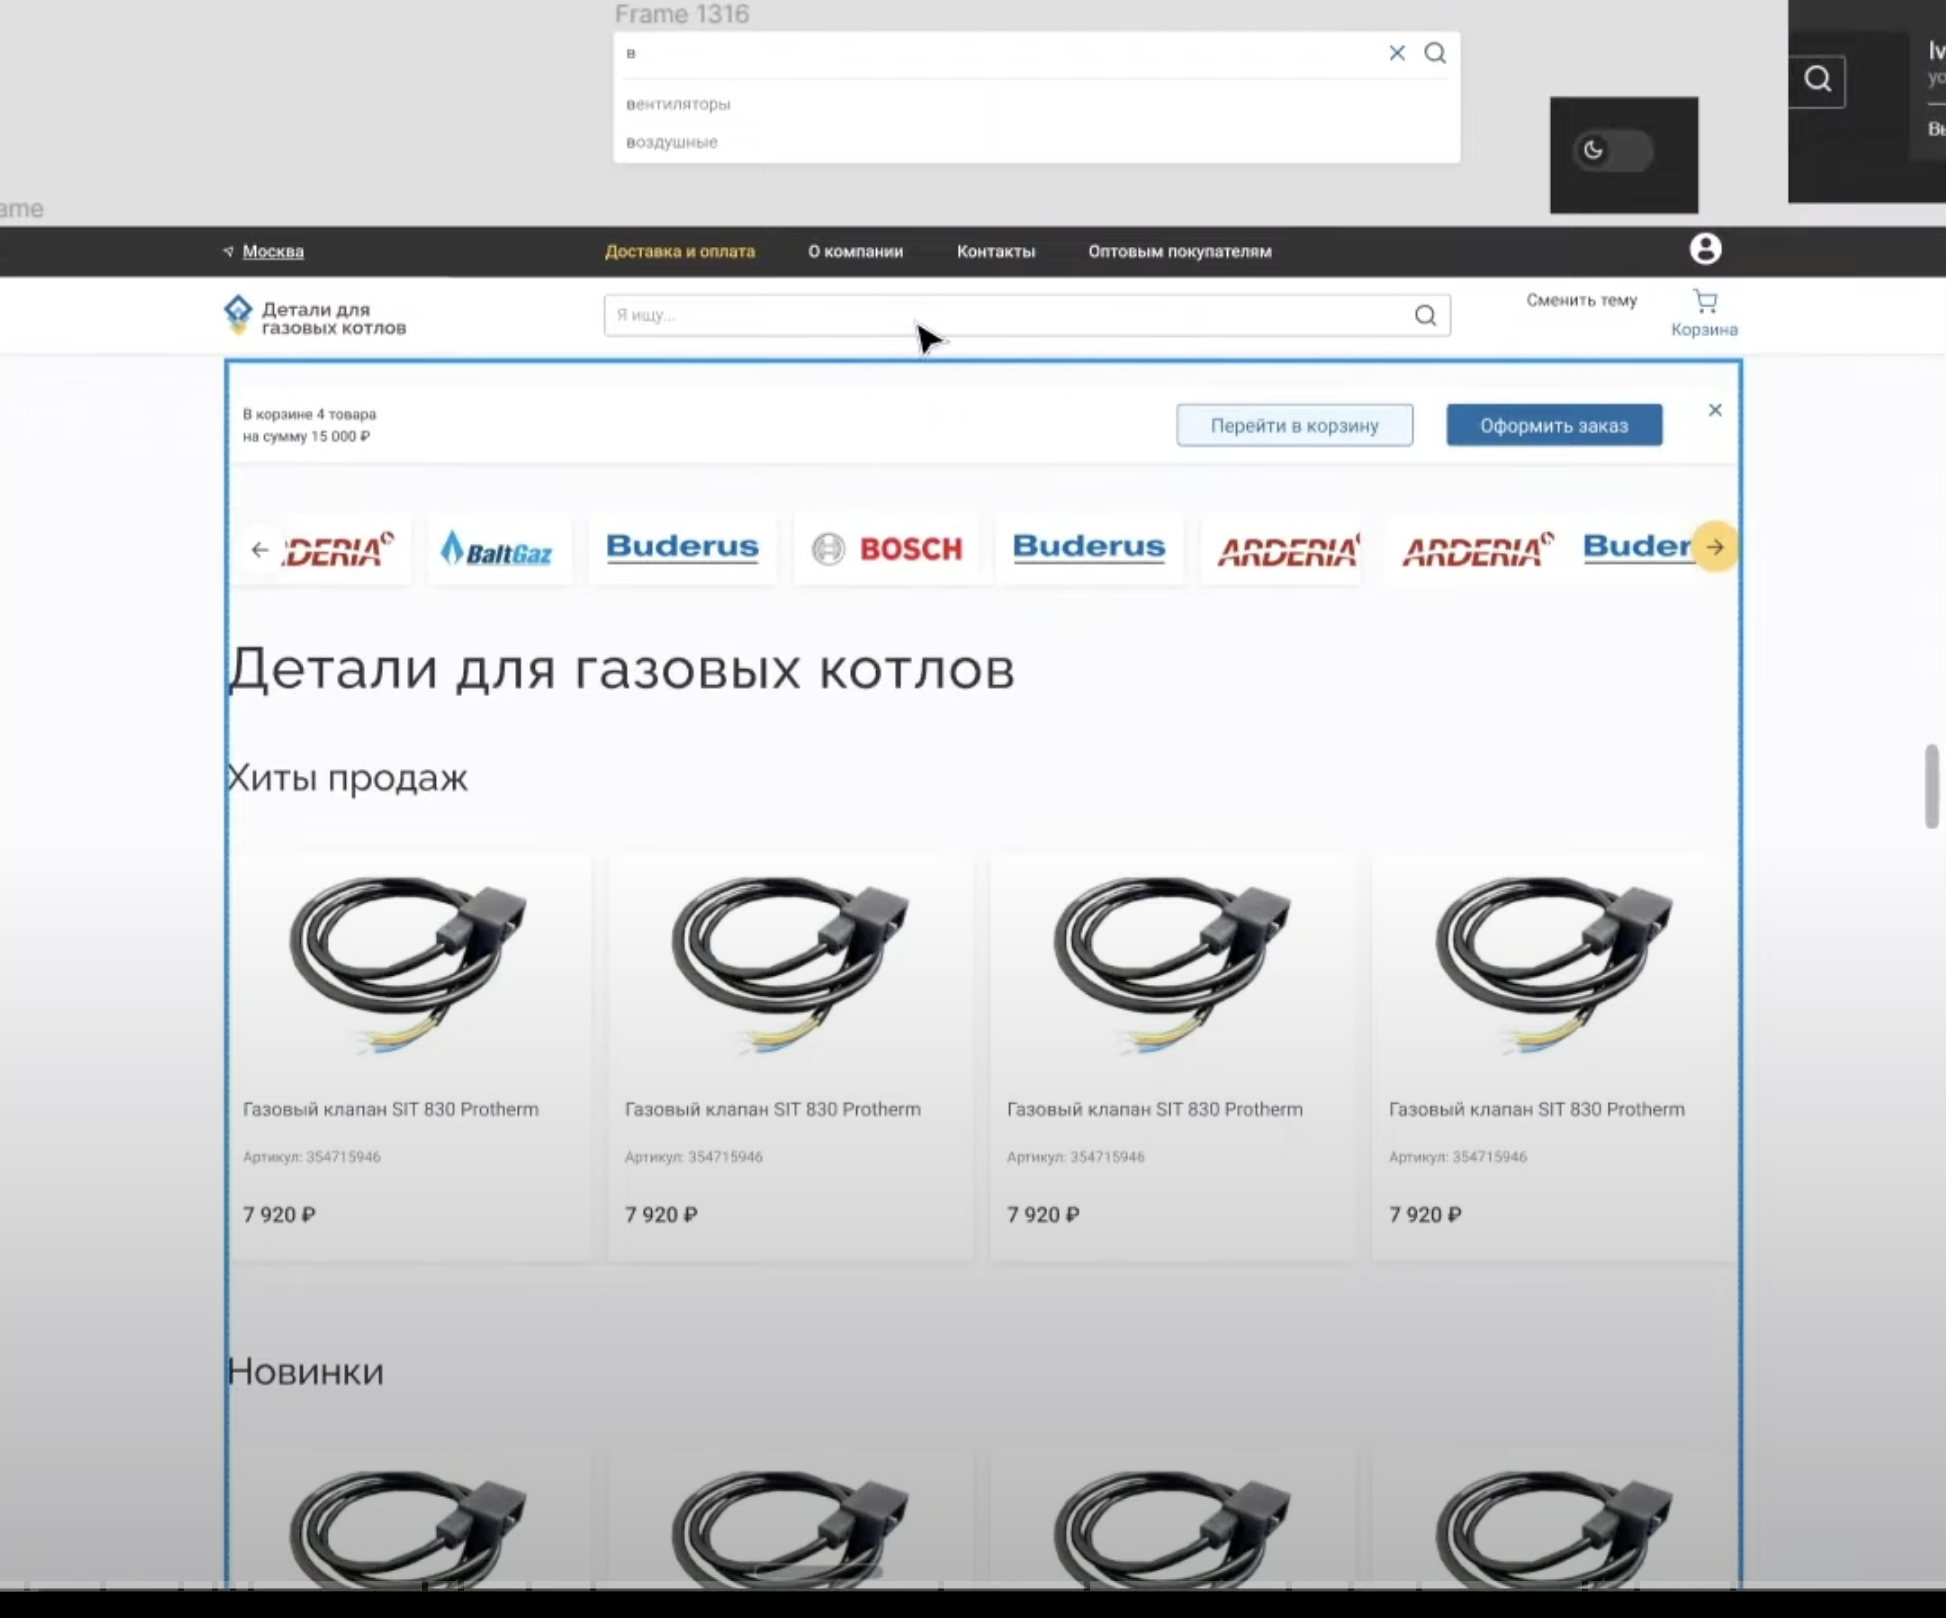 Frame 1316
в
вентиляторы
воздушные
ame
Москва
Доставка и оплата
О компании
Контакты
Оптовым покупателям
Детали для
газовых котлов
Я ищу...
Сменить тему
Корзина
В корзине 4 товара
на сумму 15 000 ₽
Перейти в корзину
Оформить заказ
DERIA
BaltGaz
Buderus
BOSCH
Buderus
ARDERIA
ARDERIA
Buder
Детали для газовых котлов
Хиты продаж
Газовый клапан SIT 830 Protherm
Артикул: 354715946
7 920 ₽
Газовый клапан SIT 830 Protherm
Артикул: 354715946
7 920 ₽
Газовый клапан SIT 830 Protherm
Артикул: 354715946
7 920 ₽
Газовый клапан SIT 830 Protherm
Артикул: 354715946
7 920 ₽
Новинки